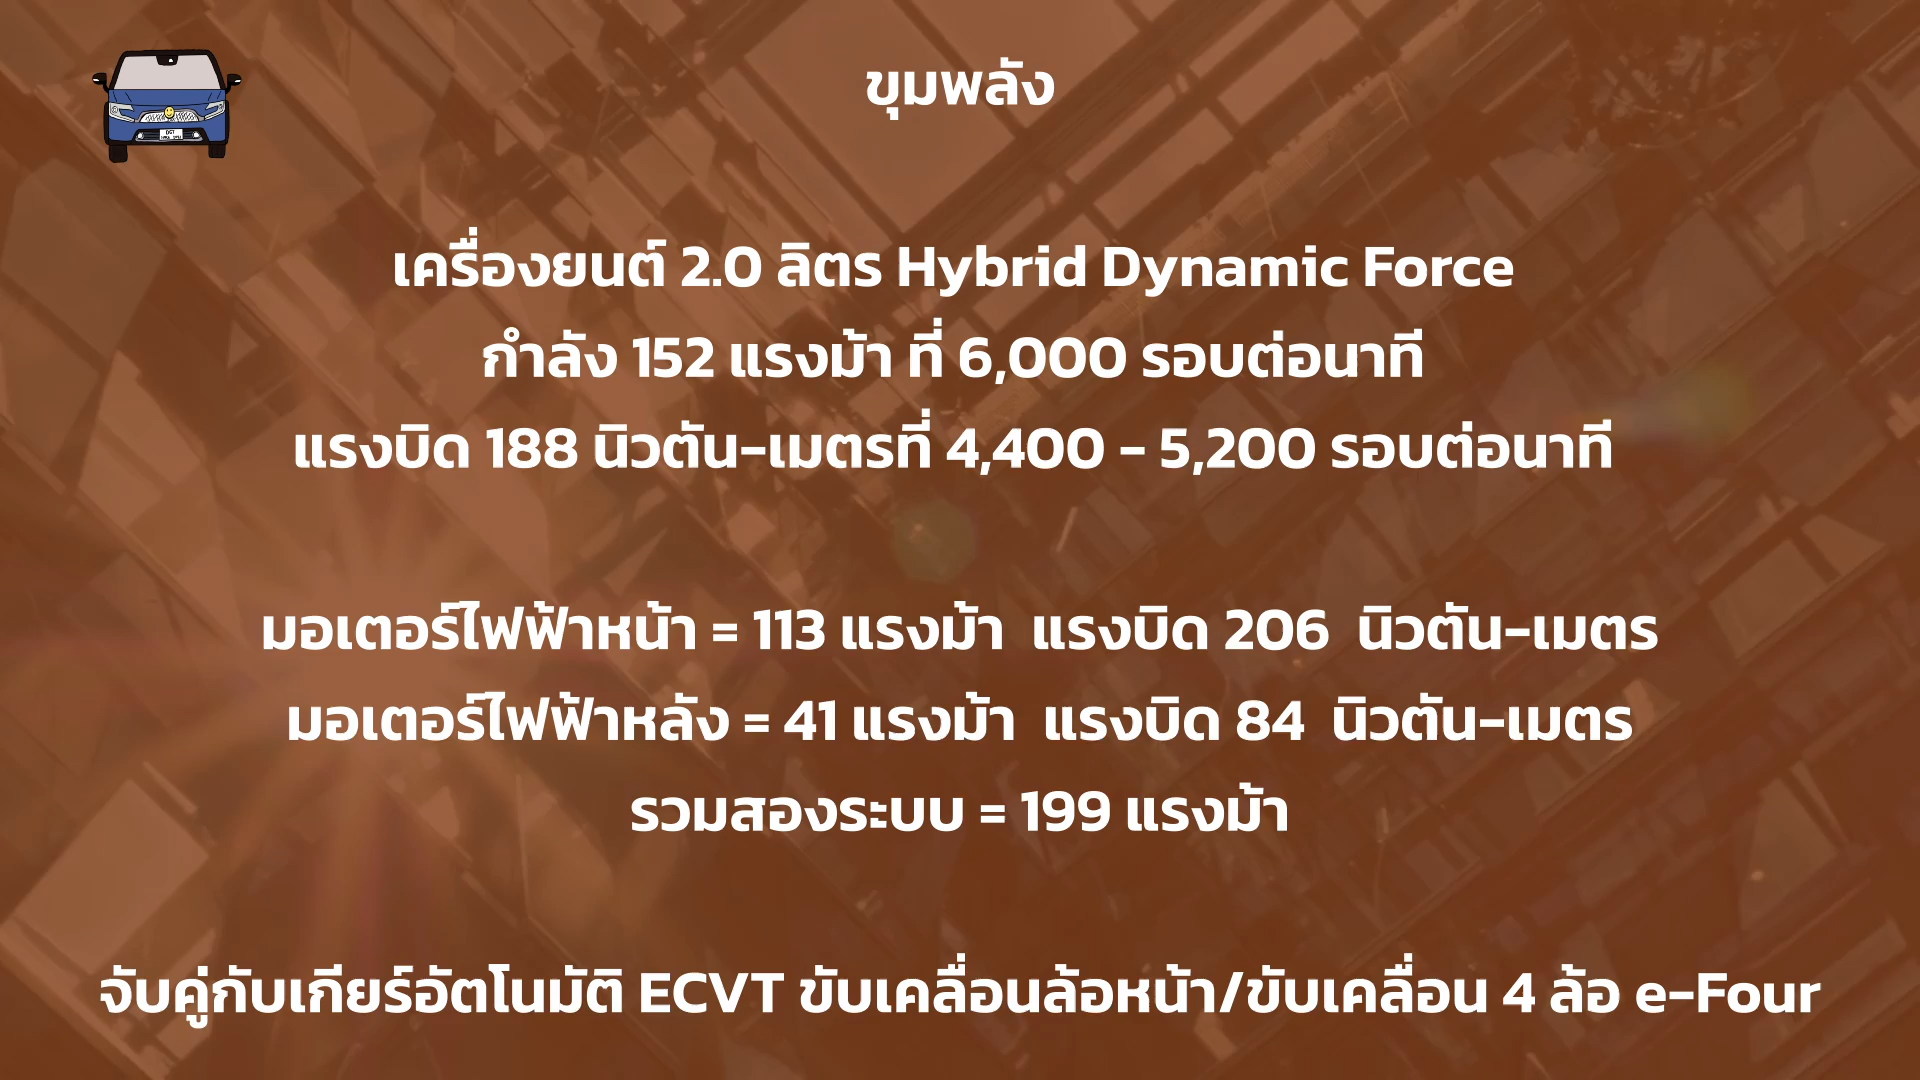 ขุมพลัง
เครื่องยนต์ 2.0 ลิตร Hybrid Dynamic Force
กำลัง 152 แรงม้า ที่ 6,000 รอบต่อนาที
แรงบิด 188 นิวตัน-เมตรที่ 4,400 - 5,200 รอบต่อนาที
มอเตอร์ไฟฟ้าหน้า = 113 แรงม้า แรงบิด 206 นิวตัน-เมตร
มอเตอร์ไฟฟ้าหลัง = 41 แรงม้า แรงบิด 84 นิวตัน-เมตร
รวมสองระบบ = 199 แรงม้า
จับคู่กับเกียร์อัตโนมัติ ECVT ขับเคลื่อนล้อหน้า/ขับเคลื่อน 4 ล้อ e-Four